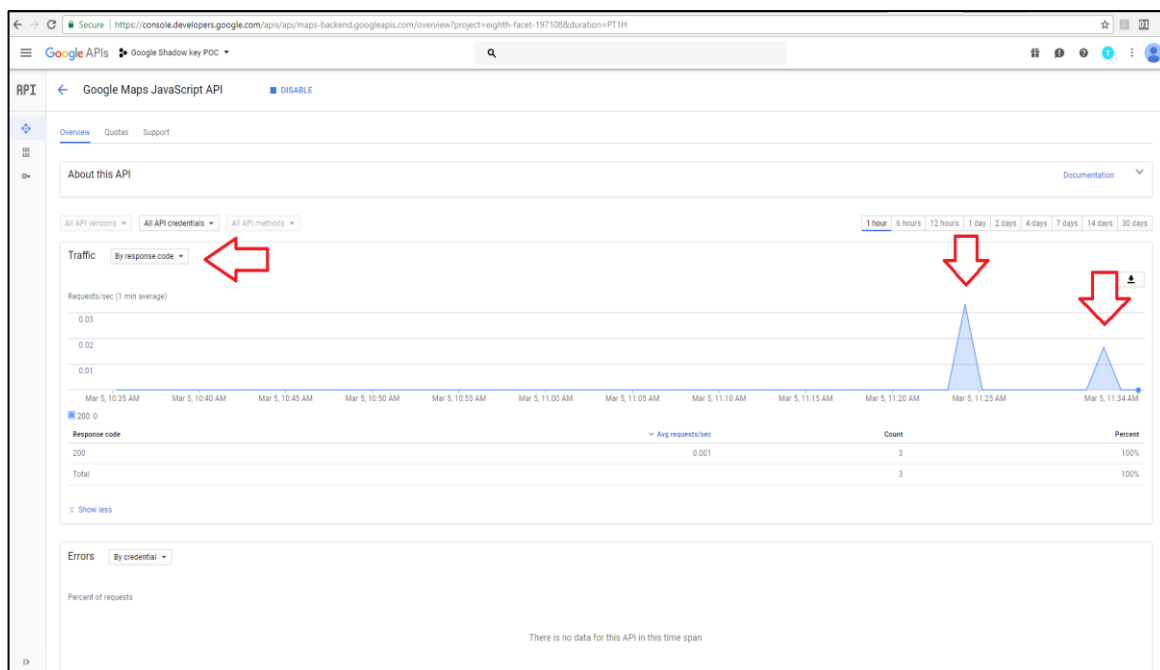 Secure | https://console.developers.google.com/apis/api/maps-backend.googleapis.com/overview?project=eighth-facet-197108&duration=PT1H
Google APIs Google Shadow key POC 1
API Google Maps JavaScript API DISABLE
Overview Quotas Support
About this API Documentation
All API versions All API credentials All API methods 1 hour 6 hours 12 hours 1 day 2 days 4 days 7 days 14 days 30 days
Traffic By response code
Requests/sec (1 min average)
0.03
0.02
0.01
Mar 5, 10:35 AM Mar 5, 10:40 AM Mar 5, 10:45 AM Mar 5, 10:50 AM Mar 5, 10:55 AM Mar 5, 11:00 AM Mar 5, 11:05 AM Mar 5, 11:10 AM Mar 5, 11:15 AM Mar 5, 11:20 AM Mar 5, 11:25 AM Mar 5, 11:34 AM
200: 0
Response code Avg requests/sec Count Percent
200 0.001 3 100%
Total 3 100%
Show less
Errors By credential
Percent of requests
There is no data for this API in this time span